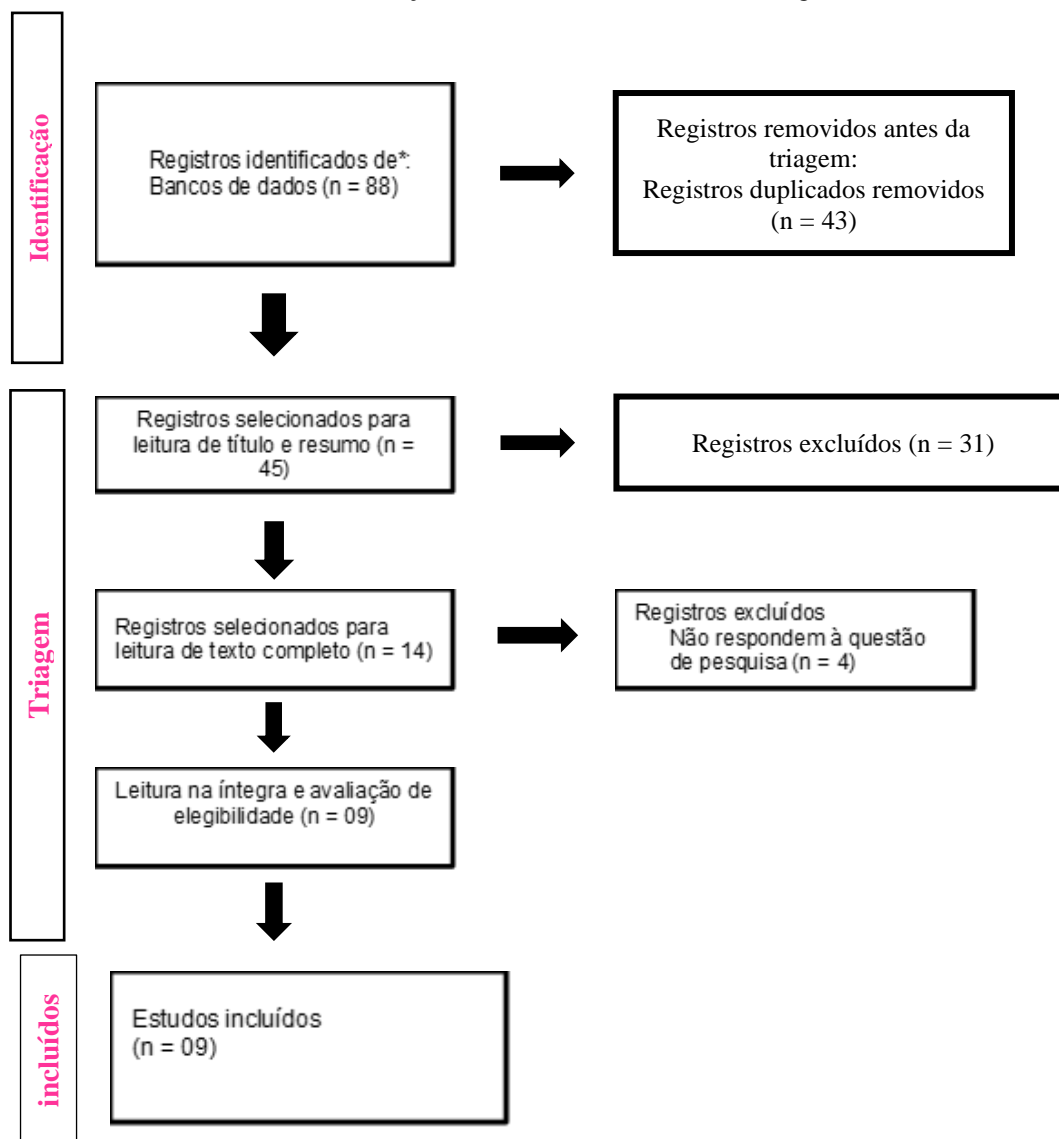 Identificação
Registros identificados de*:
Bancos de dados (n = 88)
Registros removidos antes da
triagem:
Registros duplicados removidos
(n = 43)
Triagem
Registros selecionados para
leitura de título e resumo (n =
45)
Registros excluídos (n = 31)
Registros selecionados para
leitura de texto completo (n = 14)
Registros excluídos
Não respondem à questão
de pesquisa (n = 4)
Leitura na íntegra e avaliação de
elegibilidade (n = 09)
incluídos
Estudos incluídos
(n = 09)